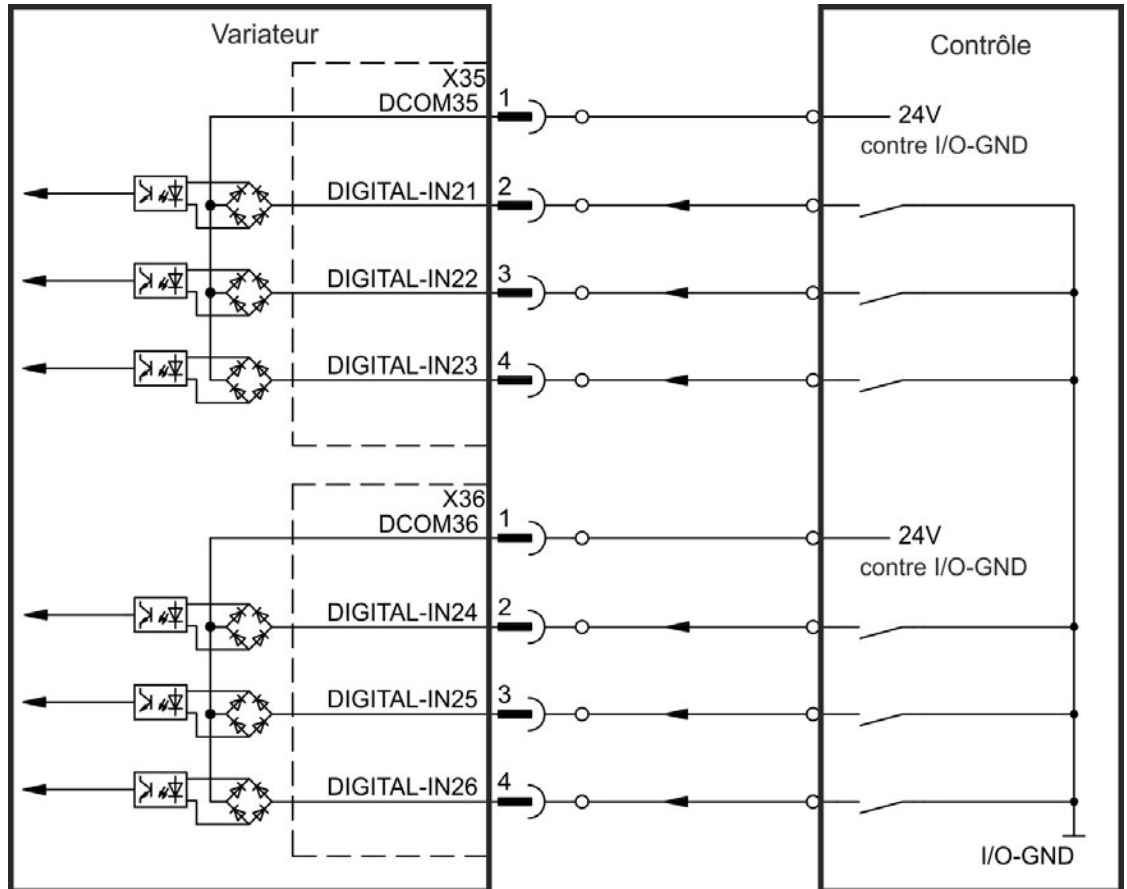 Variateur
Contrôle
X35
DCOM35
1
24V
contre I/O-GND
DIGITAL-IN21
2
DIGITAL-IN22
3
DIGITAL-IN23
4
X36
DCOM36
1
24V
contre I/O-GND
DIGITAL-IN24
2
DIGITAL-IN25
3
DIGITAL-IN26
4
I/O-GND